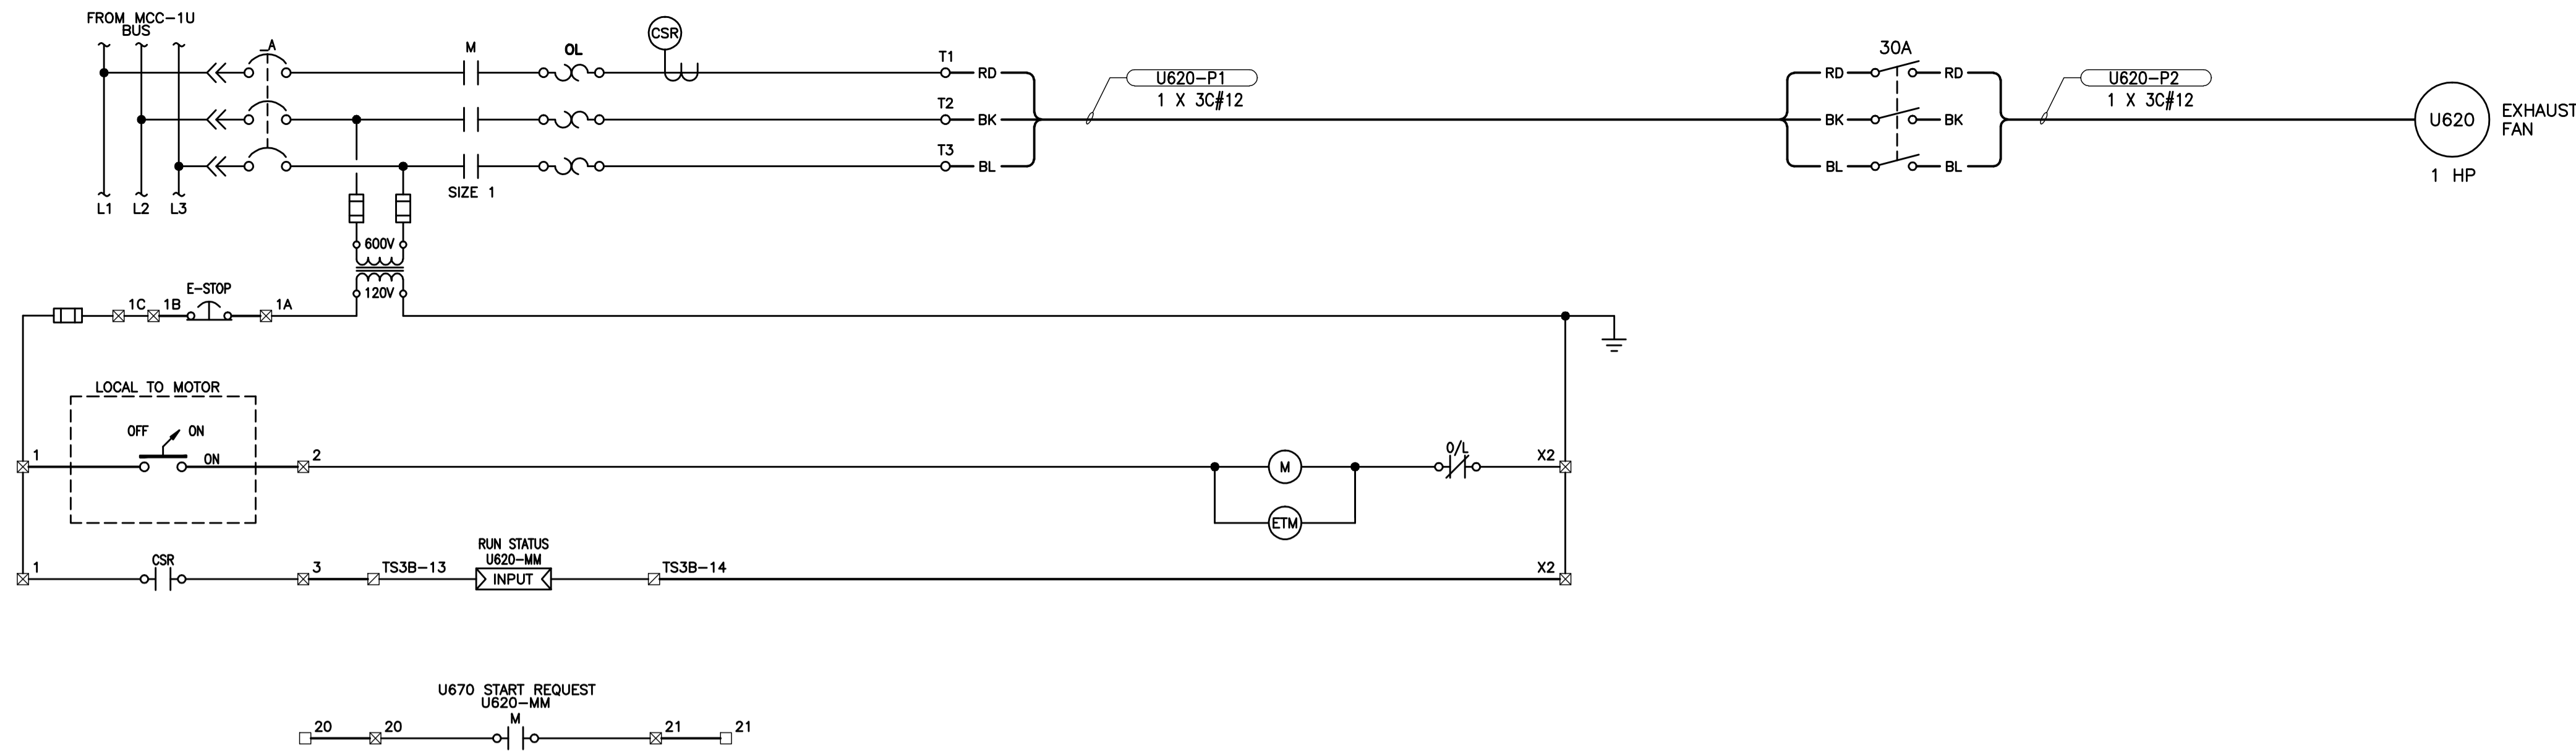 FROM MCC-1U
BUS
_A
M
OL
CSR
T1
RD
U620-P1
1 X 3C#12
30A
RD
RD
U620-P2
1 X 3C#12
T2
BK
BK
BK
U620
EXHAUST
FAN
T3
BL
BL
BL
1 HP
L1
L2
L3
SIZE 1
600V
120V
E-STOP
1C
1B
1A
LOCAL TO MOTOR
OFF
ON
1
ON
2
M
O/L
X2
ETM
RUN STATUS
U620-MM
1
CSR
3
TS3B-13
INPUT
TS3B-14
X2
U670 START REQUEST
U620-MM
M
20
20
21
21